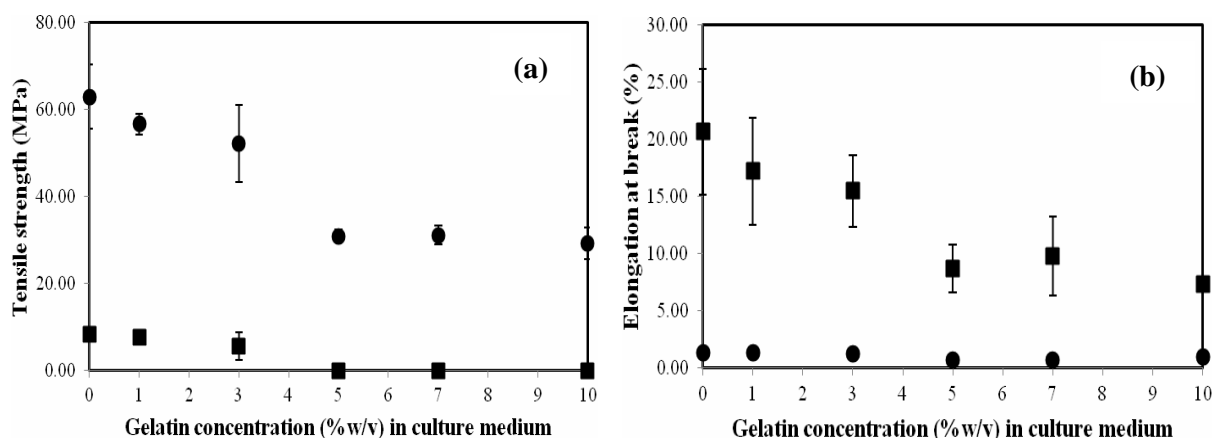 80.00
(a)
60.00
40.00
20.00
0.00
0 1 2 3 4 5 6 7 8 9 10
Tensile strength (MPa)
Gelatin concentration (%w/v) in culture medium
30.00
(b)
25.00
20.00
15.00
10.00
5.00
0.00
0 1 2 3 4 5 6 7 8 9 10
Elongation at break (%)
Gelatin concentration (%w/v) in culture medium